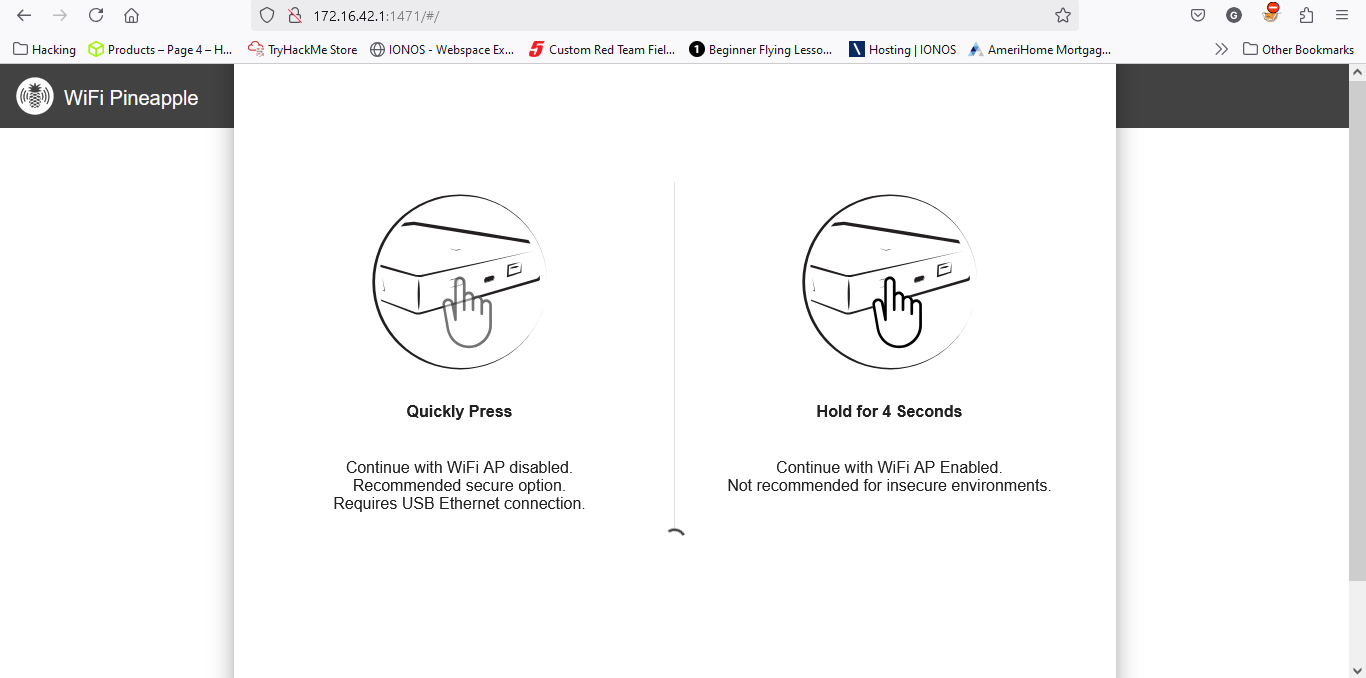 172.16.42.1:1471/#/
G
Hacking
Products – Page 4 – H...
TryHackMe Store
IONOS - Webspace Ex...
5
Custom Red Team Fiel...
1
Beginner Flying Lesso...
Hosting | IONOS
AmeriHome Mortgag...
Other Bookmarks
WiFi Pineapple
Quickly Press
Continue with WiFi AP disabled.
Recommended secure option.
Requires USB Ethernet connection.
Hold for 4 Seconds
Continue with WiFi AP Enabled.
Not recommended for insecure environments.